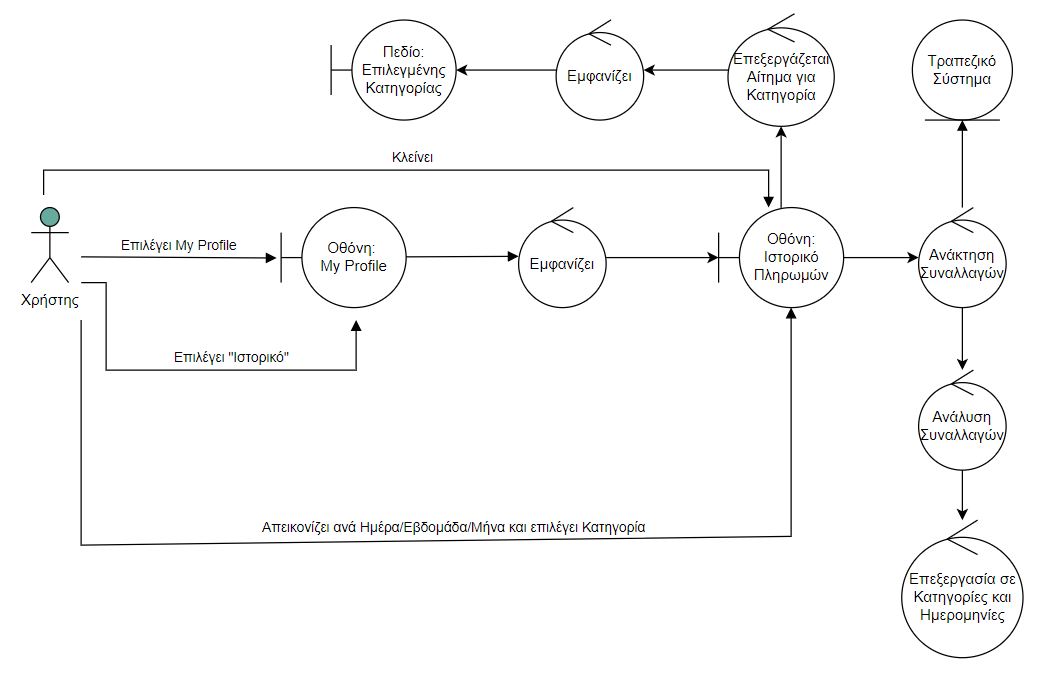 Πεδίο:
Επιλεγμένης
Κατηγορίας
Εμφανίζει
Επεξεργάζεται
Αίτημα για
Κατηγορία
Τραπεζικό
Σύστημα
Κλείνει
Χρήστης
Επιλέγει My Profile
Οθόνη:
My Profile
Εμφανίζει
Οθόνη:
Ιστορικό
Πληρωμών
Ανάκτηση
Συναλλαγών
Επιλέγει "Ιστορικό"
Ανάλυση
Συναλλαγών
Απεικονίζει ανά Ημέρα/Εβδομάδα/Μήνα και επιλέγει Κατηγορία
Επεξεργασία σε
Κατηγορίες και
Ημερομηνίες